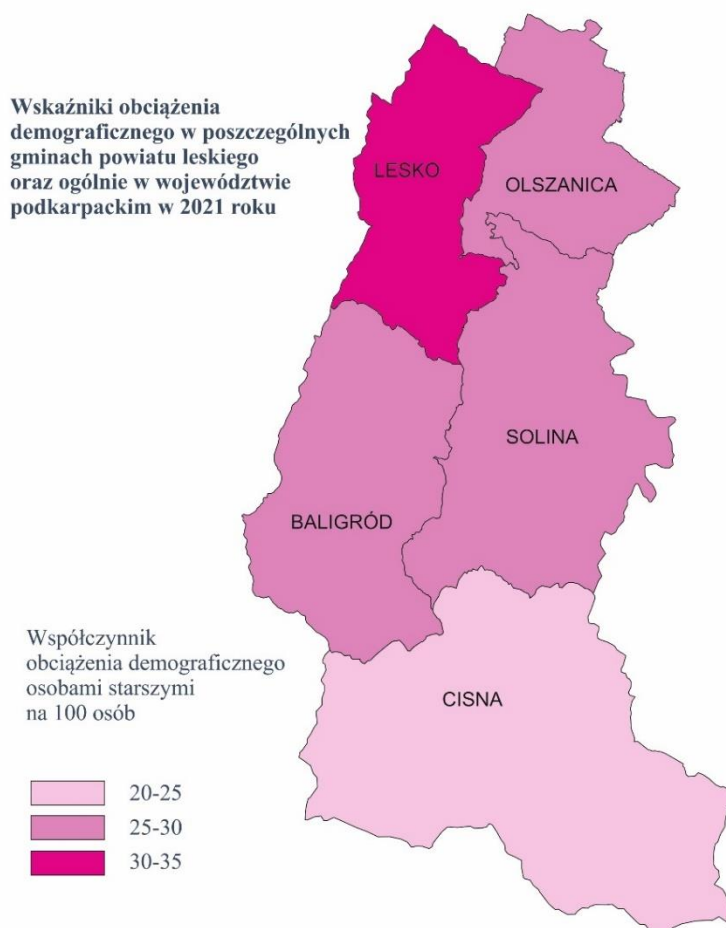 Wskaźniki obciążenia
demograficznego w poszczególnych
gminach powiatu leskiego
oraz ogólnie w województwie
podkarpackim w 2021 roku
LESKO
OLSZANICA
SOLINA
BALIGRÓD
CISNA
Współczynnik
obciążenia demograficznego
osobami starszymi
na 100 osób
20-25
25-30
30-35